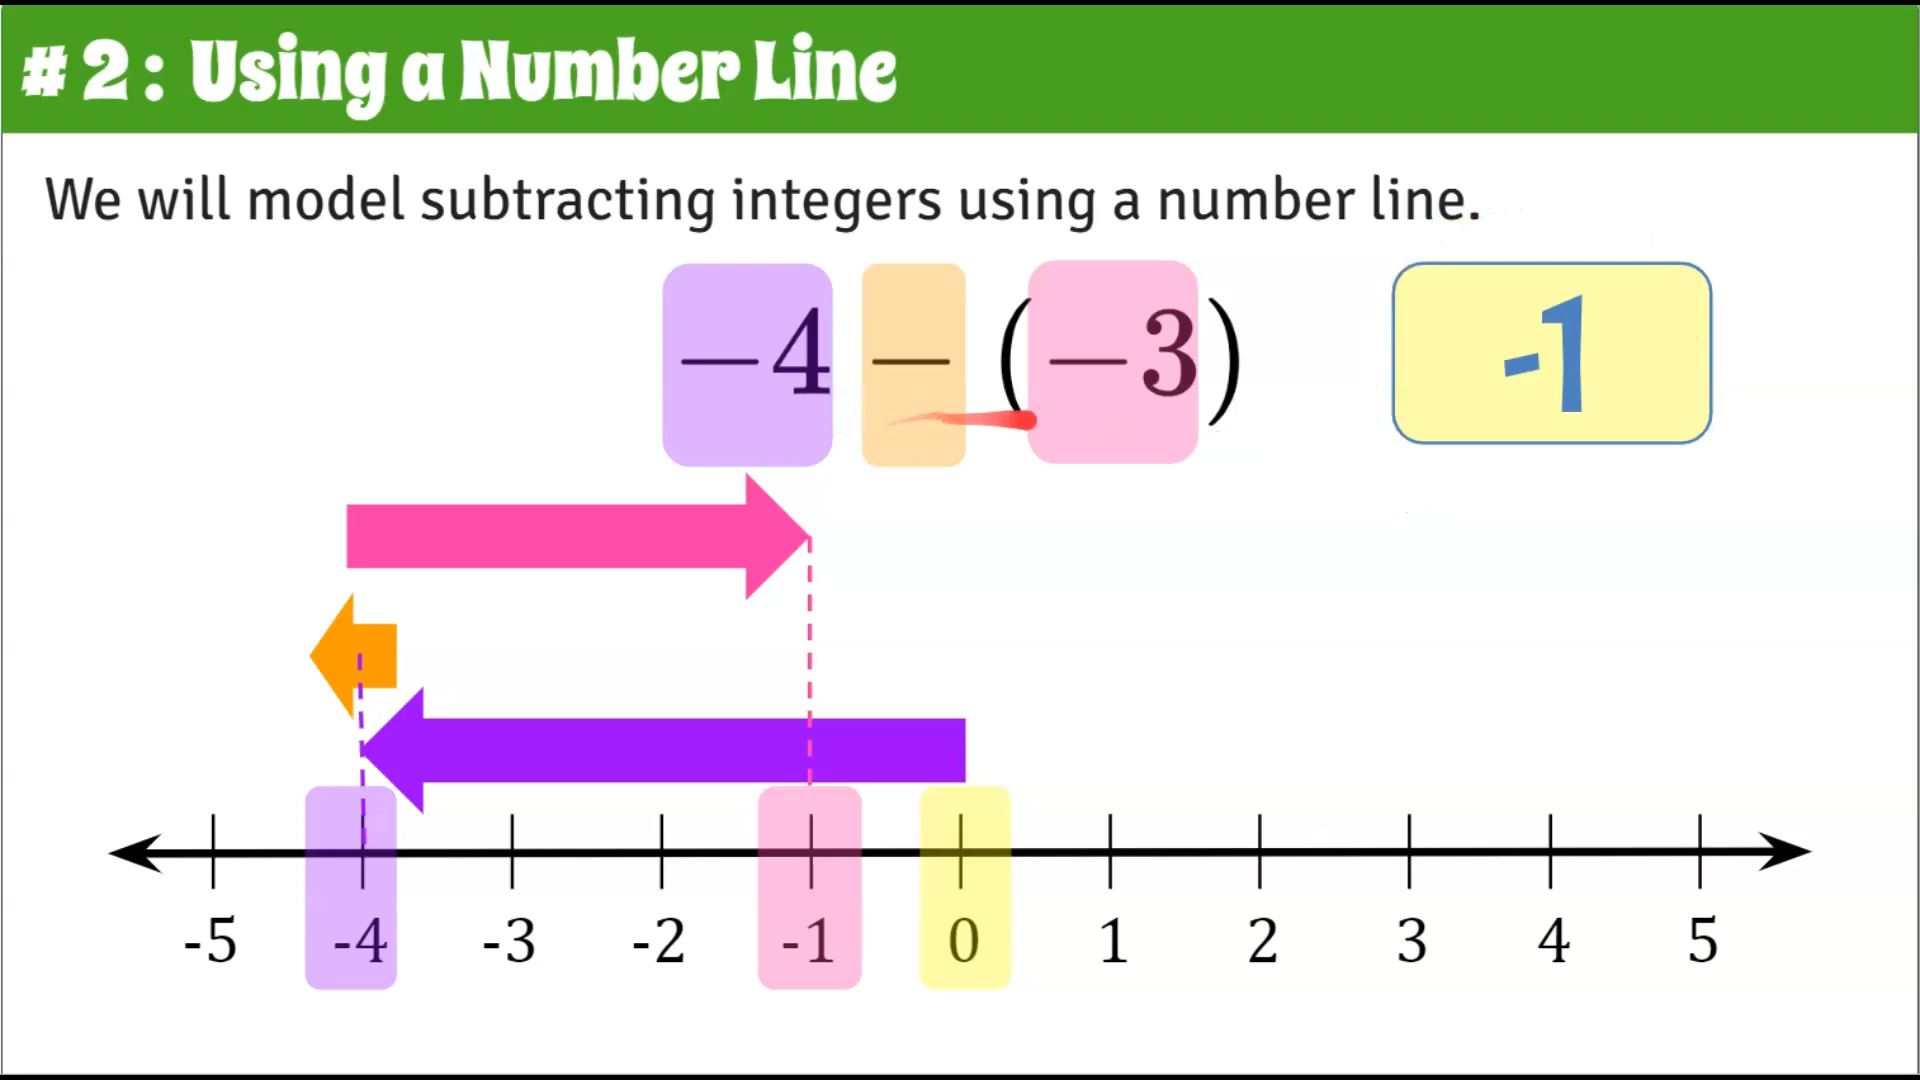 #2: Using a Number Line
We will model subtracting integers using a number line.
−4 − (−3)
-1
-5 -4 -3 -2 -1 0 1 2 3 4 5